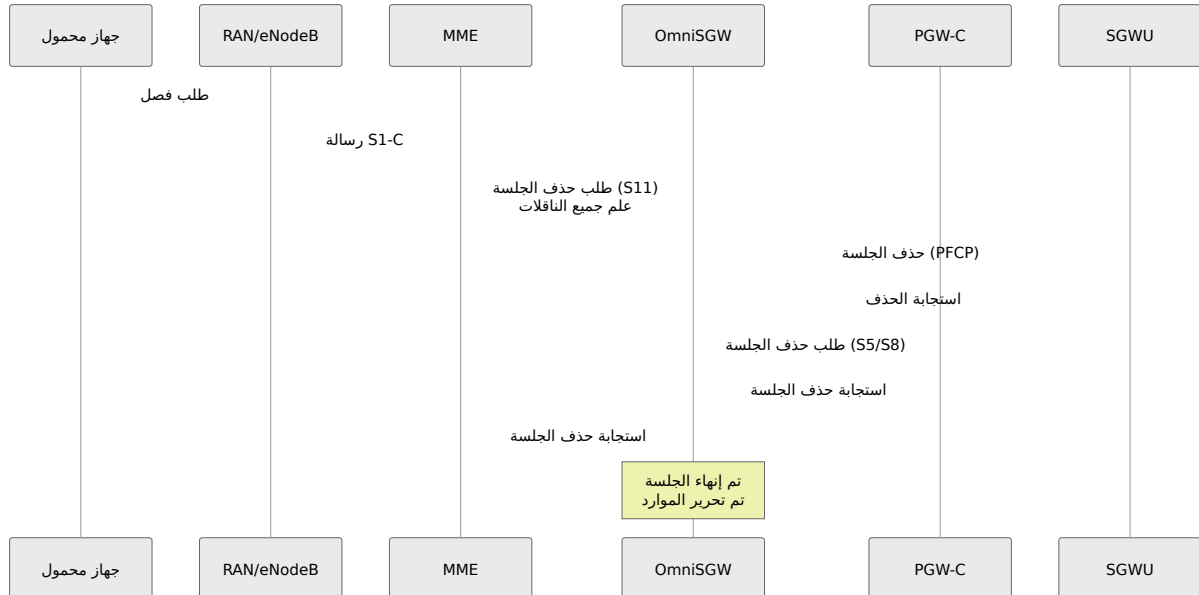 جهاز محمول
RAN/eNodeB
MME
OmniSGW
PGW-C
SGWU
طلب فصل
رسالة S1-C
طلب حذف الجلسة (S11)
علم جميع الناقلات
حذف الجلسة (PFCP)
استجابة الحذف
طلب حذف الجلسة (S5/S8)
استجابة حذف الجلسة
استجابة حذف الجلسة
تم إنهاء الجلسة
تم تحرير الموارد
جهاز محمول
RAN/eNodeB
MME
OmniSGW
PGW-C
SGWU